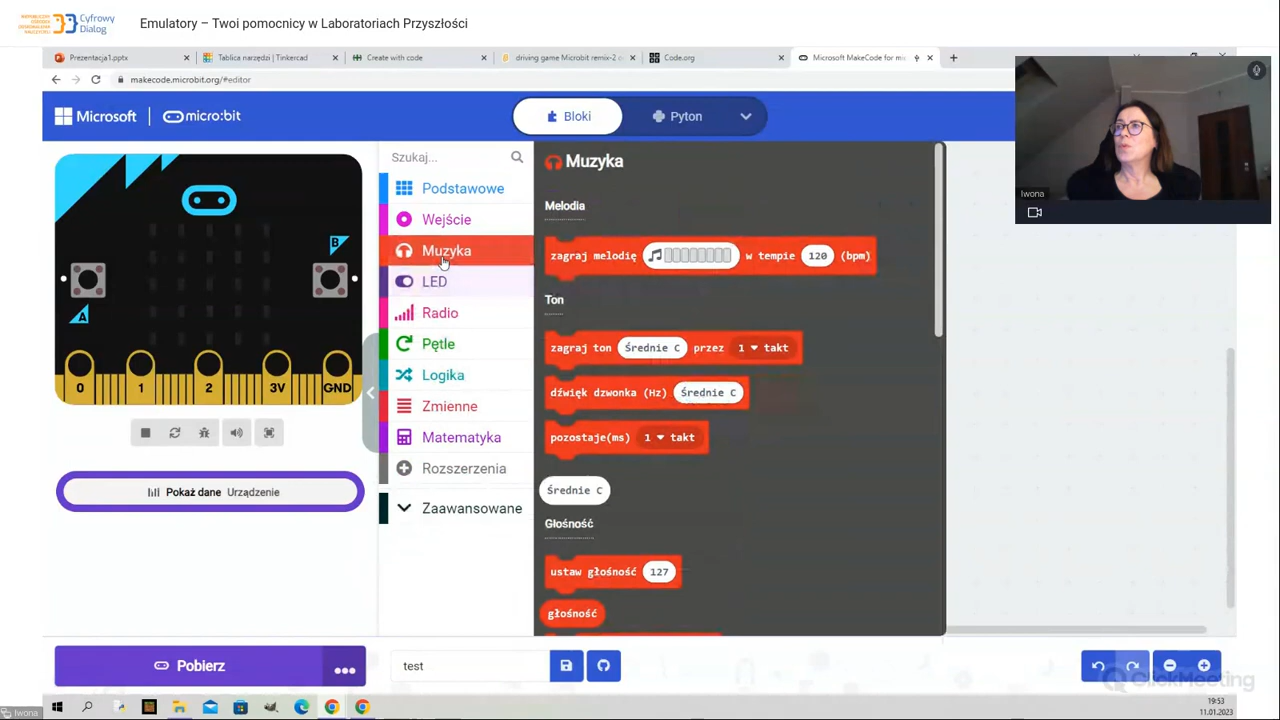 Cyfrowy
Dialog
Emulatory – Twoi pomocnicy w Laboratoriach Przyszłości
Prezentacja1.pptx
Tablica narzędzi | Tinkercad
Create with code
driving game Microbit remix-2
Code.org
Microsoft MakeCode for mi
makecode.microbit.org/#editor
Microsoft
micro:bit
Bloki
Pyton
Iwona
Szukaj...
Podstawowe
Wejście
Muzyka
LED
Radio
Pętle
Logika
Zmienne
Matematyka
Rozszerzenia
Zaawansowane
B
A
0
1
2
3V
GND
Pokaż dane Urządzenie
Muzyka
Melodia
zagraj melodię w tempie 120 (bpm)
Ton
zagraj ton Średnie C przez 1 takt
dźwięk dzwonka (Hz) Średnie C
pozostaje(ms) 1 takt
Średnie C
Głośność
ustaw głośność 127
głośność
Pobierz
test
ClickMeeting
Iwona
19:53
11.01.2023